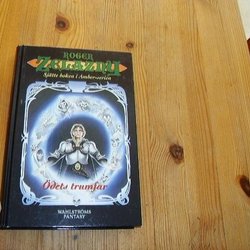 ROGER
ZELAZNY
Sjätte boken i Amber-serien
Ödets trumfar
WAHLSTRÖMS
FANTASY